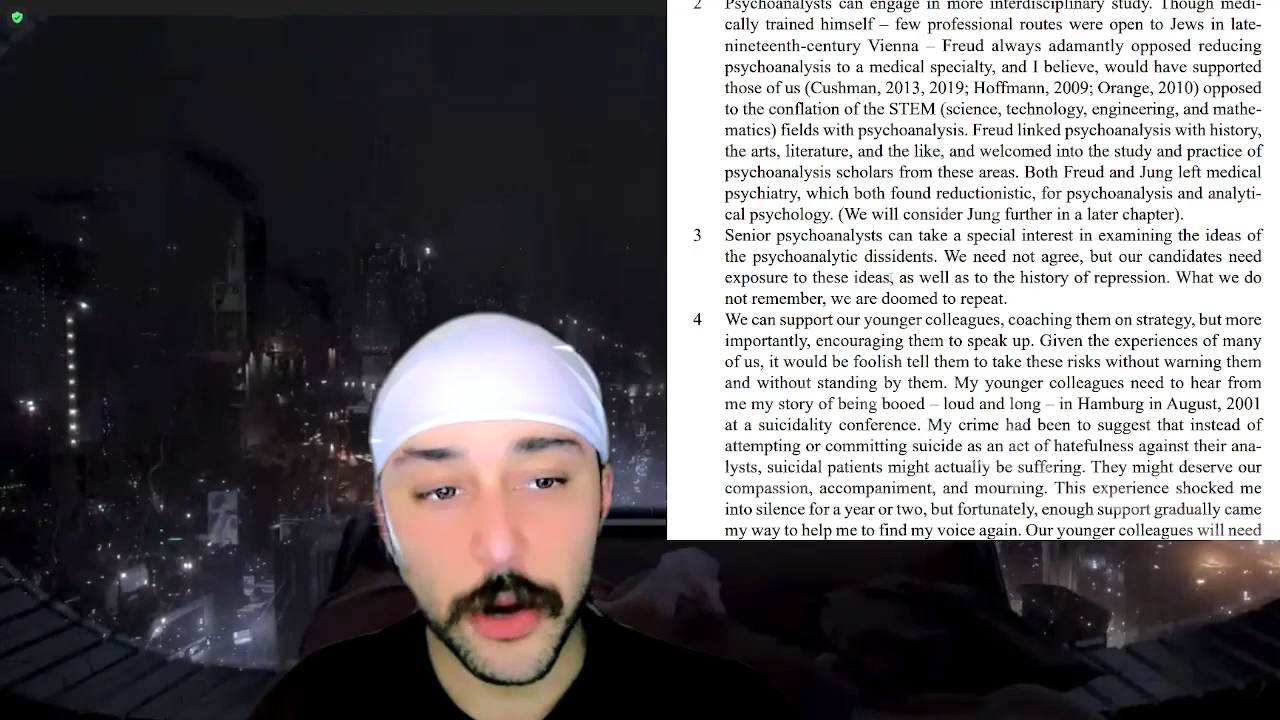 2 Psychoanalysts can engage in more interdisciplinary study. Though medi-
cally trained himself – few professional routes were open to Jews in late-
nineteenth-century Vienna – Freud always adamantly opposed reducing
psychoanalysis to a medical specialty, and I believe, would have supported
those of us (Cushman, 2013, 2019; Hoffmann, 2009; Orange, 2010) opposed
to the conflation of the STEM (science, technology, engineering, and mathe-
matics) fields with psychoanalysis. Freud linked psychoanalysis with history,
the arts, literature, and the like, and welcomed into the study and practice of
psychoanalysis scholars from these areas. Both Freud and Jung left medical
psychiatry, which both found reductionistic, for psychoanalysis and analyti-
cal psychology. (We will consider Jung further in a later chapter).
3 Senior psychoanalysts can take a special interest in examining the ideas of
the psychoanalytic dissidents. We need not agree, but our candidates need
exposure to these ideas, as well as to the history of repression. What we do
not remember, we are doomed to repeat.
4 We can support our younger colleagues, coaching them on strategy, but more
importantly, encouraging them to speak up. Given the experiences of many
of us, it would be foolish tell them to take these risks without warning them
and without standing by them. My younger colleagues need to hear from
me my story of being booed – loud and long – in Hamburg in August, 2001
at a suicidality conference. My crime had been to suggest that instead of
attempting or committing suicide as an act of hatefulness against their ana-
lysts, suicidal patients might actually be suffering. They might deserve our
compassion, accompaniment, and mourning. This experience shocked me
into silence for a year or two, but fortunately, enough support gradually came
my way to help me to find my voice again. Our younger colleagues will need